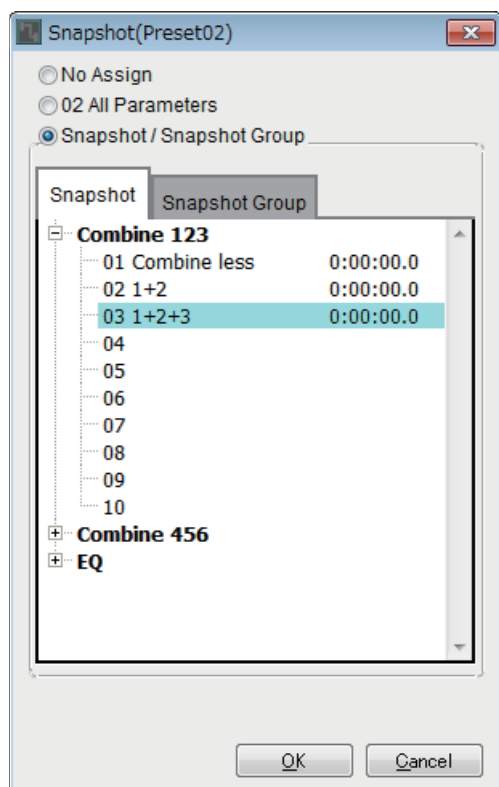 Snapshot(Preset02)
No Assign
02 All Parameters
Snapshot / Snapshot Group
Snapshot Snapshot Group
Combine 123
01 Combine less 0:00:00.0
02 1+2 0:00:00.0
03 1+2+3 0:00:00.0
04
05
06
07
08
09
10
Combine 456
EQ
OK Cancel